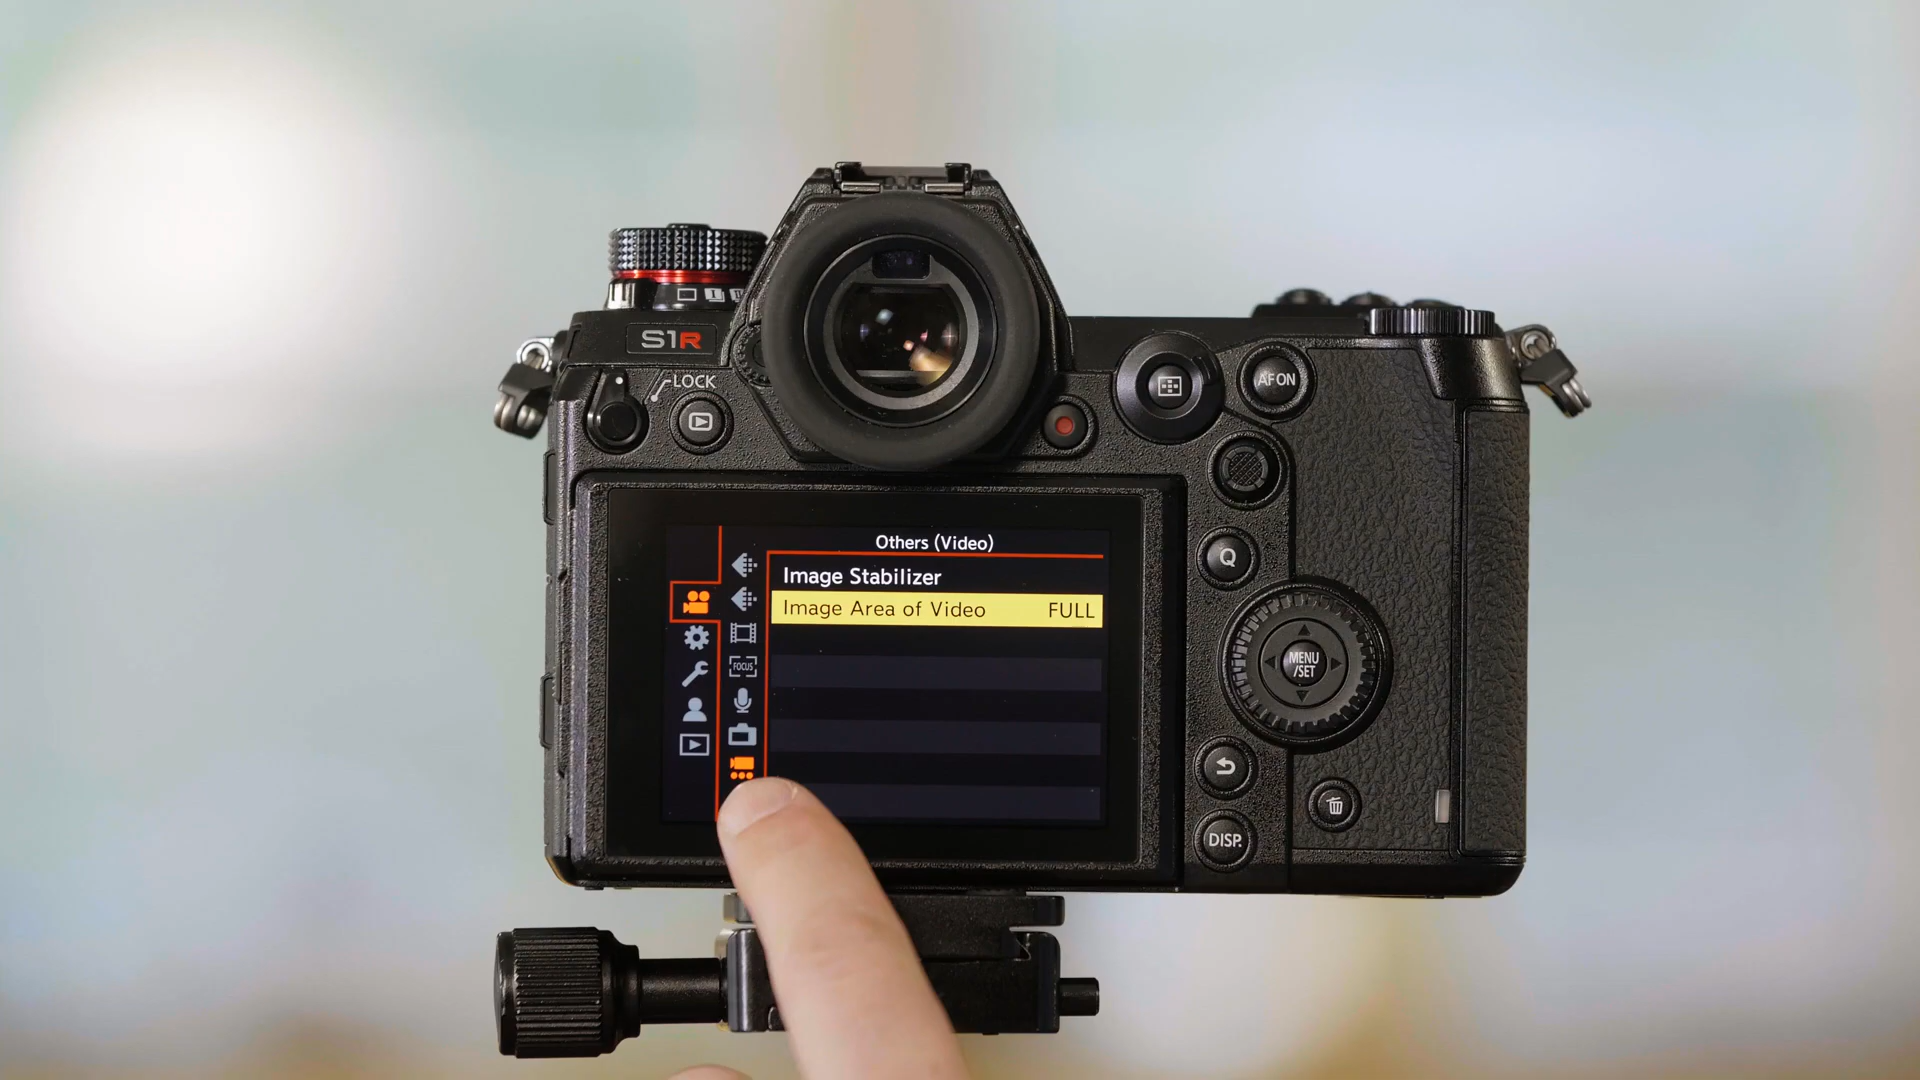 S1R
LOCK
AF ON
Others (Video)
Image Stabilizer
Image Area of Video FULL
FOCUS
Q
MENU
/SET
DISP.